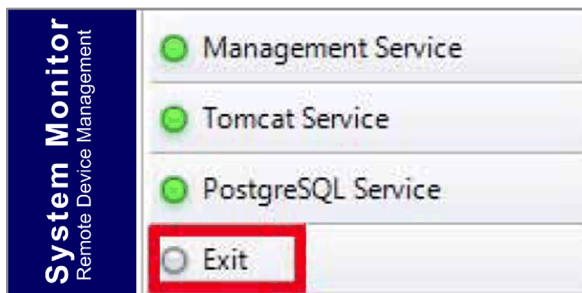 System Monitor
Remote Device Management
Management Service
Tomcat Service
PostgreSQL Service
Exit